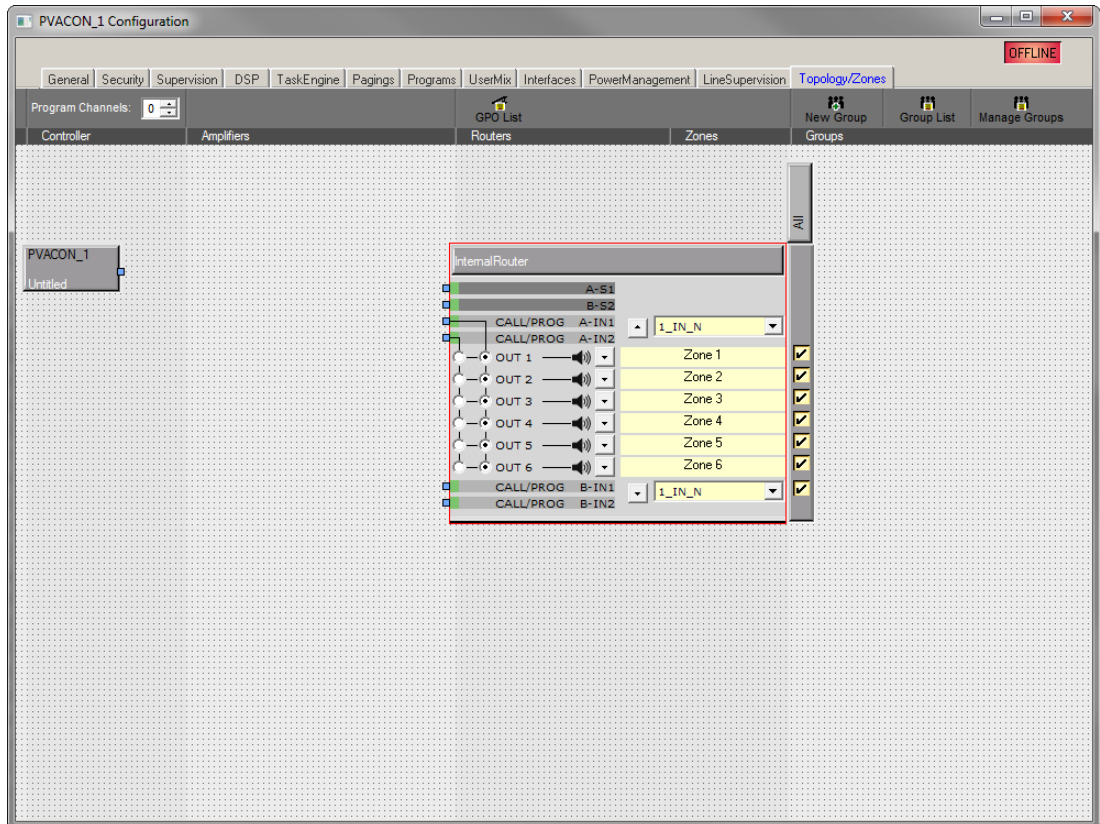 PVACON_1 Configuration
OFFLINE
General Security Supervision DSP TaskEngine Pagings Programs UserMix Interfaces PowerManagement LineSupervision Topology/Zones
Program Channels: 0 GPO List New Group Group List Manage Groups
Controller Amplifiers Routers Zones Groups
All
PVACON_1
Untitled
InternalRouter
A-S1
B-S2
CALL/PROG A-IN1
1_IN_N
CALL/PROG A-IN2
OUT 1 Zone 1
OUT 2 Zone 2
OUT 3 Zone 3
OUT 4 Zone 4
OUT 5 Zone 5
OUT 6 Zone 6
CALL/PROG B-IN1
1_IN_N
CALL/PROG B-IN2